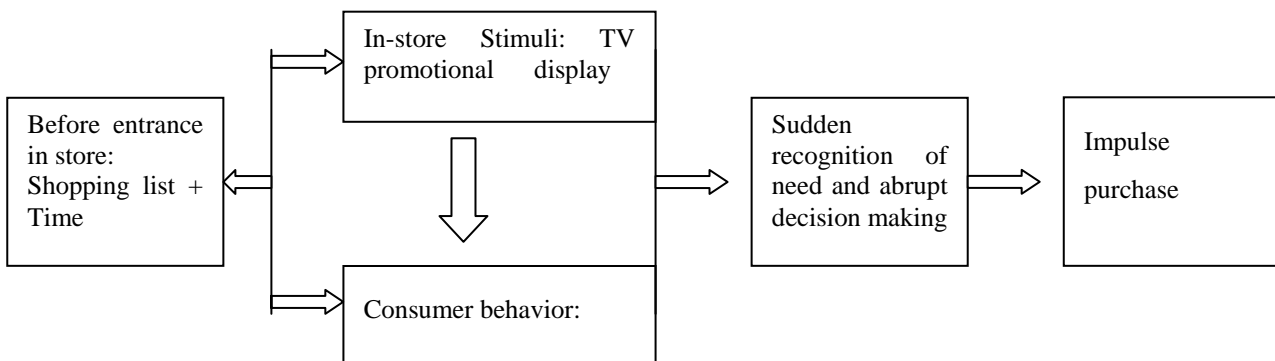 In-store Stimuli: TV
promotional display
Before entrance
in store:
Shopping list +
Time
Sudden
recognition of
need and abrupt
decision making
Impulse
purchase
Consumer behavior: